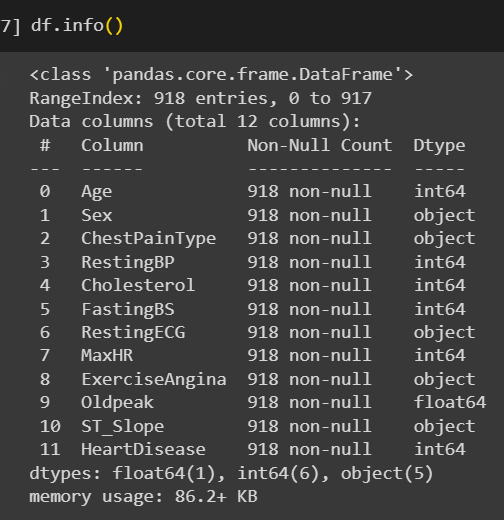 7] df.info()
<class 'pandas.core.frame.DataFrame'>
RangeIndex: 918 entries, 0 to 917
Data columns (total 12 columns):
 #   Column          Non-Null Count  Dtype
---  ------          --------------  -----
 0   Age             918 non-null    int64
 1   Sex             918 non-null    object
 2   ChestPainType   918 non-null    object
 3   RestingBP       918 non-null    int64
 4   Cholesterol     918 non-null    int64
 5   FastingBS       918 non-null    int64
 6   RestingECG      918 non-null    object
 7   MaxHR           918 non-null    int64
 8   ExerciseAngina  918 non-null    object
 9   Oldpeak         918 non-null    float64
 10  ST_Slope        918 non-null    object
 11  HeartDisease    918 non-null    int64
dtypes: float64(1), int64(6), object(5)
memory usage: 86.2+ KB